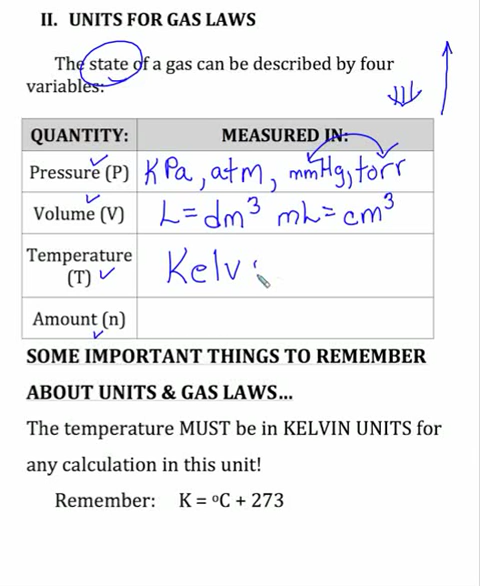 II. UNITS FOR GAS LAWS
The state of a gas can be described by four
variables:
QUANTITY: MEASURED IN:
Pressure (P) KPa, atm, mmHg, torr
Volume (V) L = dm³ mL = cm³
Temperature
(T) Kelvi
Amount (n)
SOME IMPORTANT THINGS TO REMEMBER
ABOUT UNITS & GAS LAWS...
The temperature MUST be in KELVIN UNITS for
any calculation in this unit!
Remember: K = ºC + 273